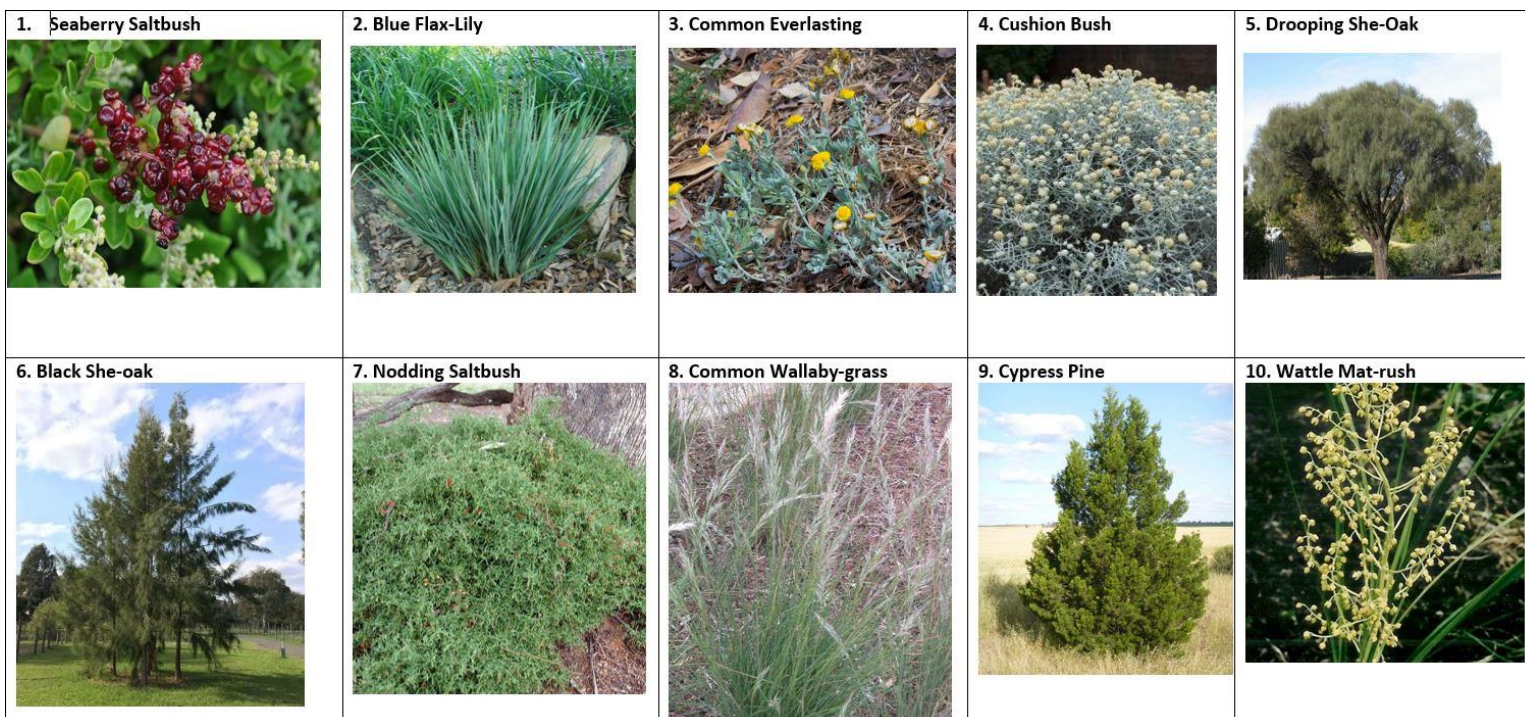 1. Seaberry Saltbush
2. Blue Flax-Lily
3. Common Everlasting
4. Cushion Bush
5. Drooping She-Oak
6. Black She-oak
7. Nodding Saltbush
8. Common Wallaby-grass
9. Cypress Pine
10. Wattle Mat-rush